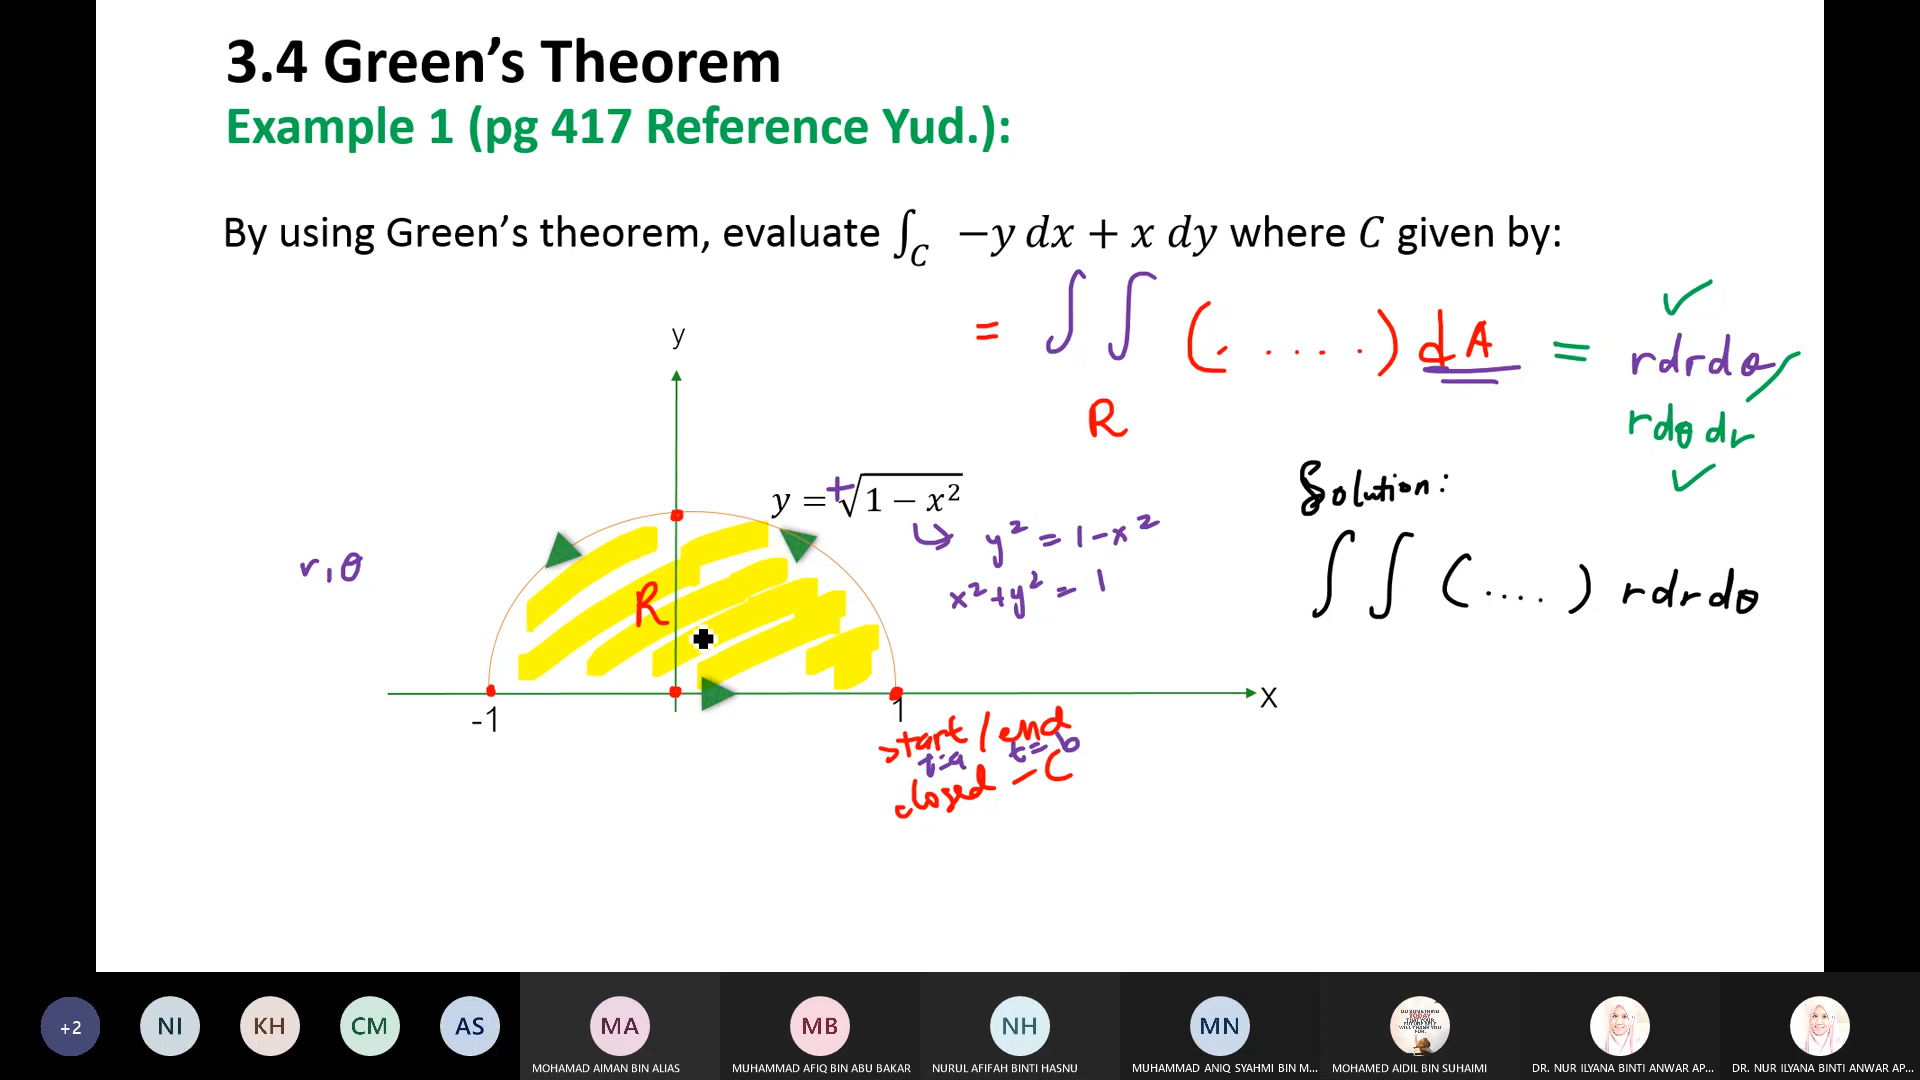 3.4 Green's Theorem
Example 1 (pg 417 Reference Yud.):
By using Green's theorem, evaluate ∫_C −y dx + x dy where C given by:
= ∫∫ (.....) dA = rdrdθ
R
rdθdr
y
y = +√(1 − x²)
y² = 1-x²
x²+y² = 1
r,θ
R
Solution:
∫∫ (....) rdrdθ
-1
1
x
start/end
t=a t=b
closed - C
+2
NI
KH
CM
AS
MA
MB
NH
MN
MOHAMAD AIMAN BIN ALIAS
MUHAMMAD AFIQ BIN ABU BAKAR
NURUL AFIFAH BINTI HASNU
MUHAMMAD ANIQ SYAHMI BIN M...
MOHAMED AIDIL BIN SUHAIMI
DR. NUR ILYANA BINTI ANWAR AP...
DR. NUR ILYANA BINTI ANWAR AP...